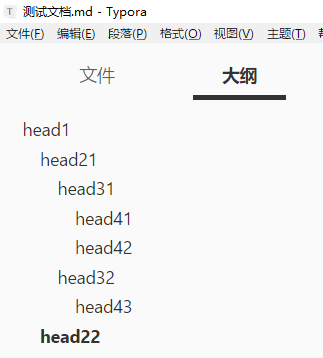 测试文档.md - Typora
文件(F) 编辑(E) 段落(P) 格式(O) 视图(V) 主题(T)
文件 大纲
head1
head21
head31
head41
head42
head32
head43
head22